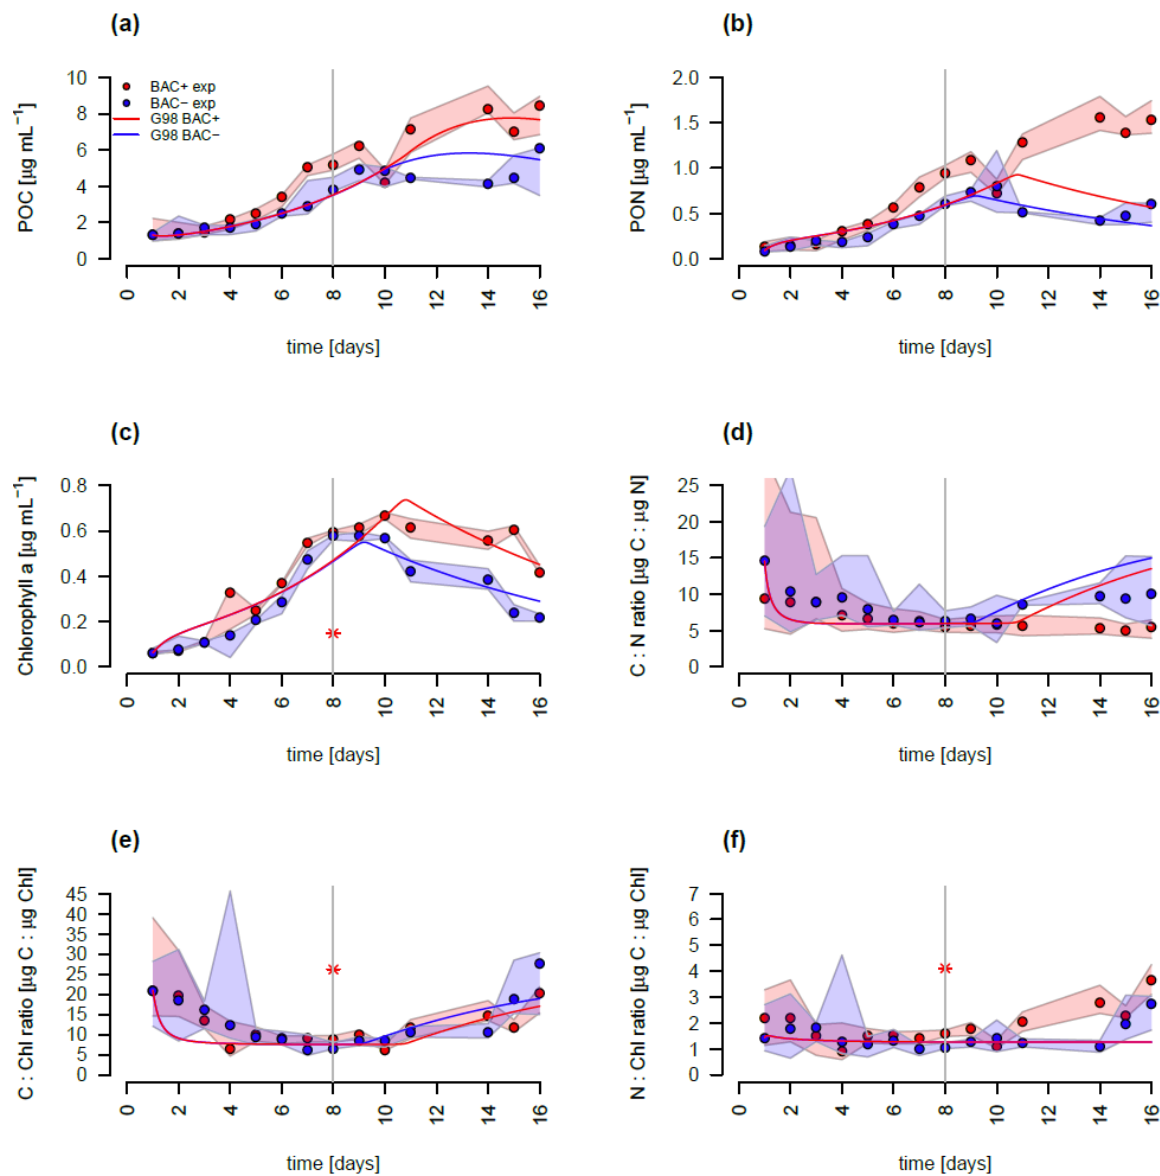 (a)
POC [µg mL⁻¹]
10
8
6
4
2
0
BAC+ exp
BAC− exp
G98 BAC+
G98 BAC−
0 2 4 6 8 10 12 14 16
time [days]
(b)
PON [µg mL⁻¹]
2.0
1.5
1.0
0.5
0.0
0 2 4 6 8 10 12 14 16
time [days]
(c)
Chlorophyll a [µg mL⁻¹]
0.8
0.6
0.4
0.2
0.0
0 2 4 6 8 10 12 14 16
time [days]
(d)
C : N ratio [µg C : µg N]
25
20
15
10
5
0
0 2 4 6 8 10 12 14 16
time [days]
(e)
C : Chl ratio [µg C : µg Chl]
45
40
35
30
25
20
15
10
5
0
0 2 4 6 8 10 12 14 16
time [days]
(f)
N : Chl ratio [µg C : µg Chl]
7
6
5
4
3
2
1
0
0 2 4 6 8 10 12 14 16
time [days]